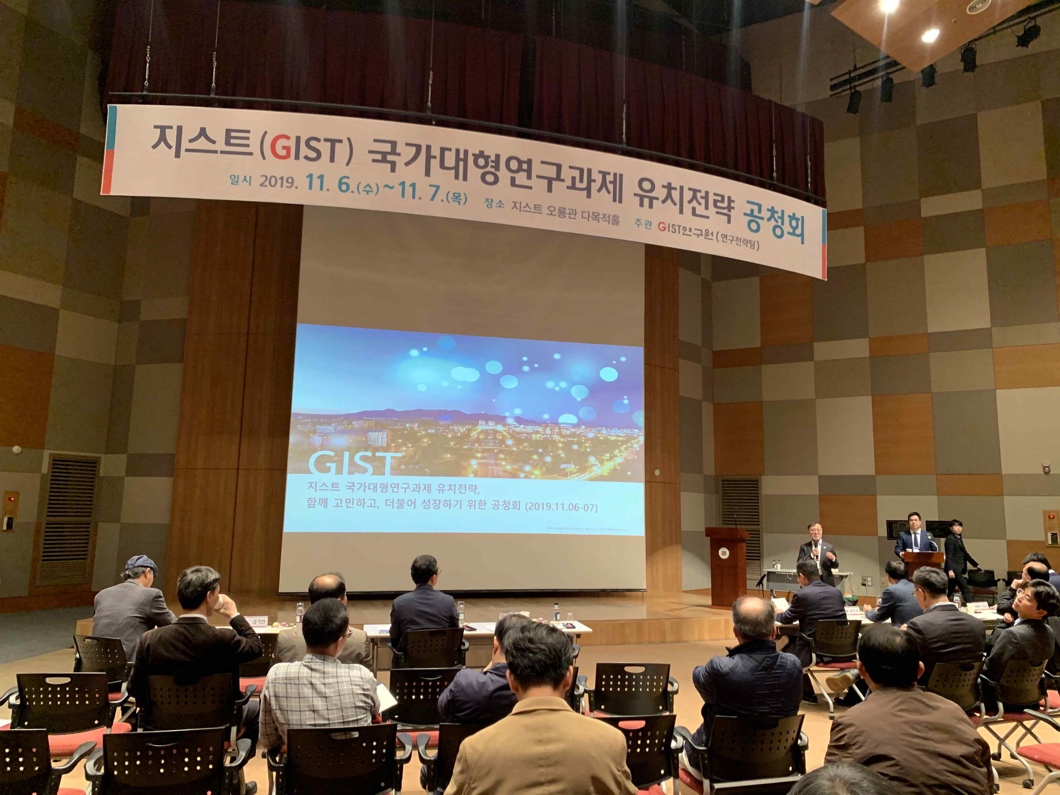 지스트(GIST) 국가대형연구과제 유치전략 공청회
일시 2019. 11. 6.(수)~11. 7.(목) 장소 지스트 오룡관 다목적홀 주관 GIST연구원(연구전략팀)
GIST
지스트 국가대형연구과제 유치전략,
함께 고민하고, 더불어 성장하기 위한 공청회 (2019.11.06-07)